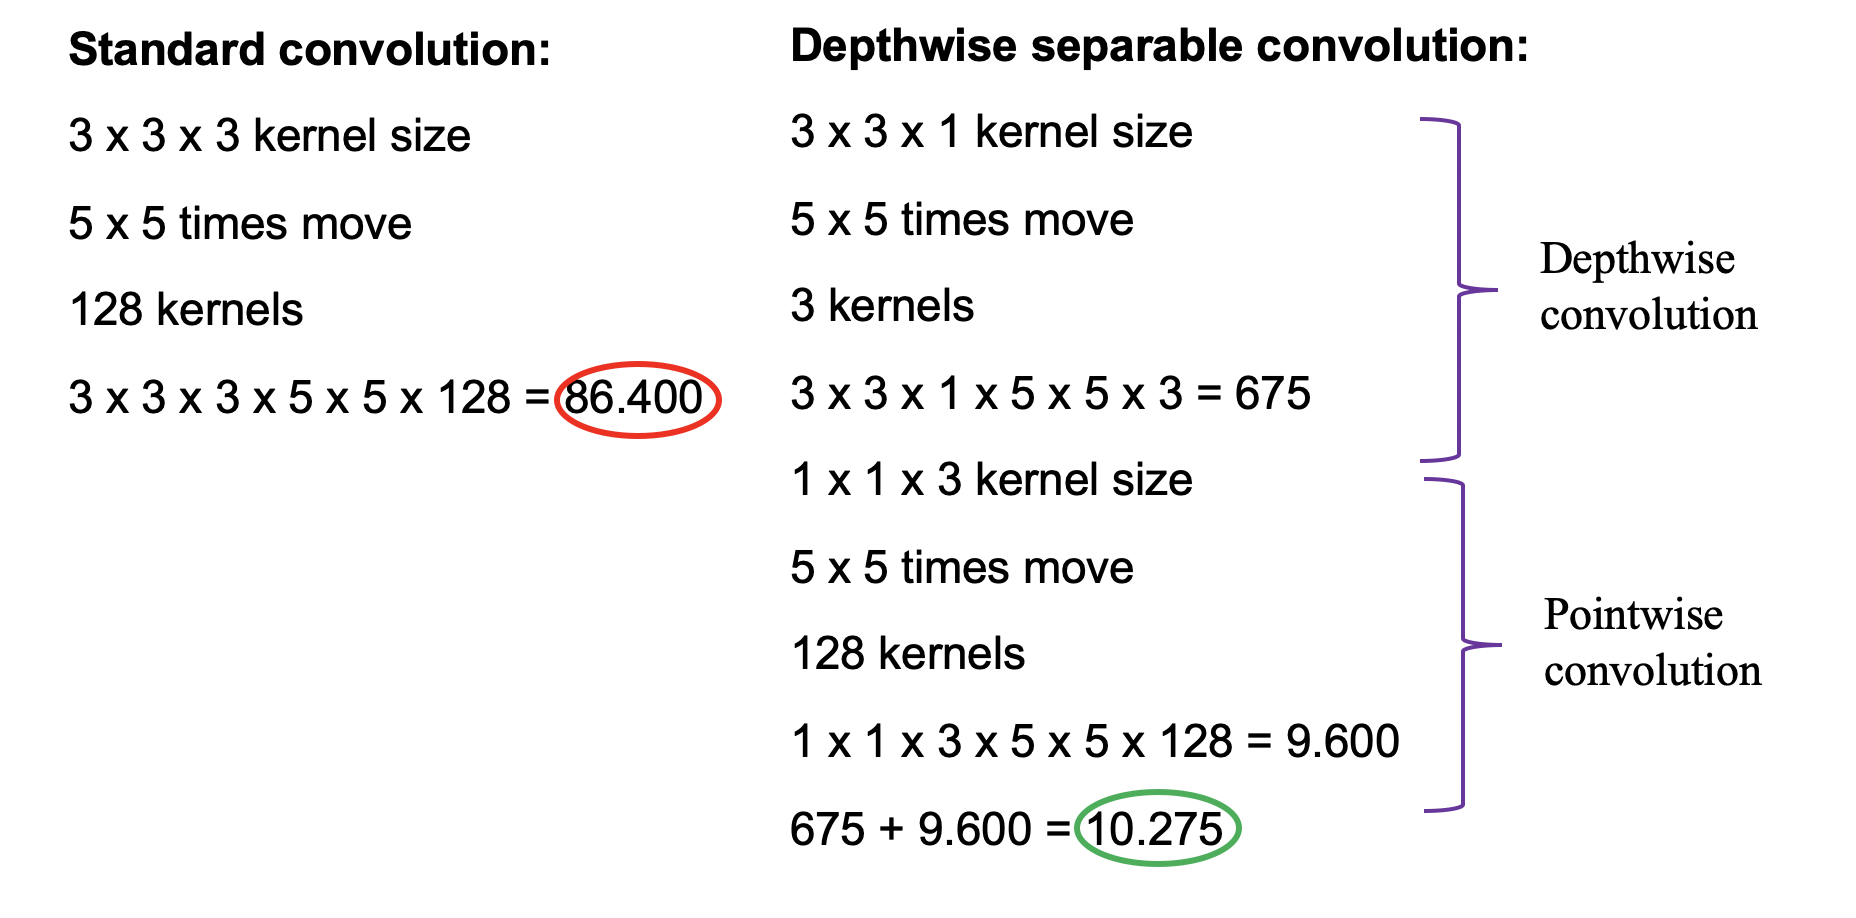 Standard convolution:
3 x 3 x 3 kernel size
5 x 5 times move
128 kernels
3 x 3 x 3 x 5 x 5 x 128 = 86.400
Depthwise separable convolution:
3 x 3 x 1 kernel size
5 x 5 times move
3 kernels
3 x 3 x 1 x 5 x 5 x 3 = 675
1 x 1 x 3 kernel size
5 x 5 times move
128 kernels
1 x 1 x 3 x 5 x 5 x 128 = 9.600
675 + 9.600 = 10.275
Depthwise
convolution
Pointwise
convolution